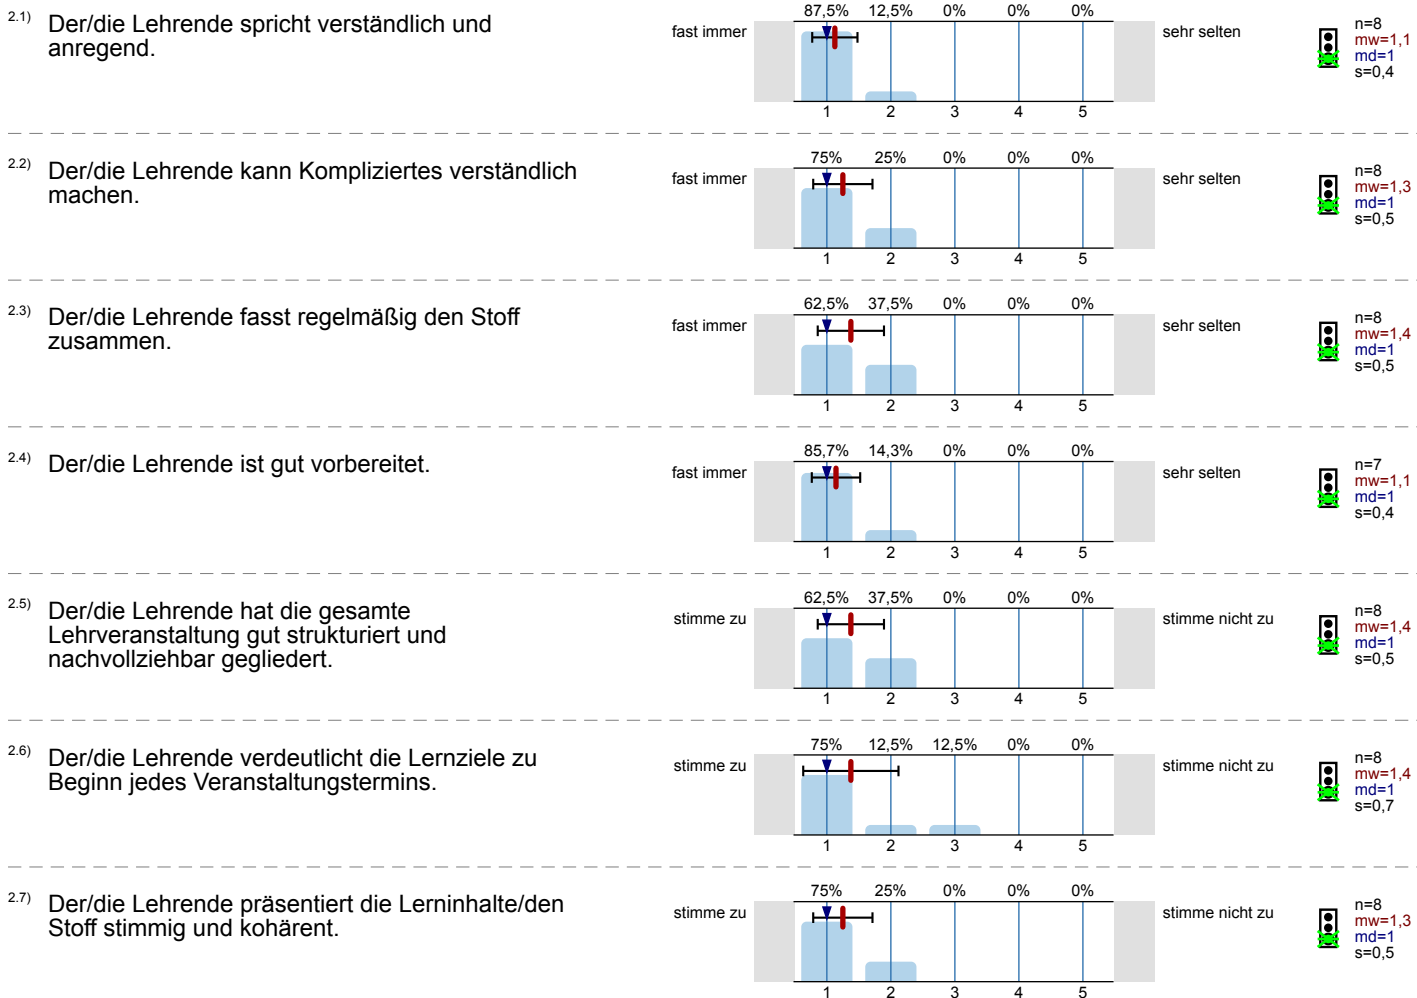 2.1) Der/die Lehrende spricht verständlich und
anregend.
fast immer
87,5% 12,5% 0% 0% 0%
1 2 3 4 5
sehr selten
n=8
mw=1,1
md=1
s=0,4
2.2) Der/die Lehrende kann Kompliziertes verständlich
machen.
fast immer
75% 25% 0% 0% 0%
1 2 3 4 5
sehr selten
n=8
mw=1,3
md=1
s=0,5
2.3) Der/die Lehrende fasst regelmäßig den Stoff
zusammen.
fast immer
62,5% 37,5% 0% 0% 0%
1 2 3 4 5
sehr selten
n=8
mw=1,4
md=1
s=0,5
2.4) Der/die Lehrende ist gut vorbereitet.
fast immer
85,7% 14,3% 0% 0% 0%
1 2 3 4 5
sehr selten
n=7
mw=1,1
md=1
s=0,4
2.5) Der/die Lehrende hat die gesamte
Lehrveranstaltung gut strukturiert und
nachvollziehbar gegliedert.
stimme zu
62,5% 37,5% 0% 0% 0%
1 2 3 4 5
stimme nicht zu
n=8
mw=1,4
md=1
s=0,5
2.6) Der/die Lehrende verdeutlicht die Lernziele zu
Beginn jedes Veranstaltungstermins.
stimme zu
75% 12,5% 12,5% 0% 0%
1 2 3 4 5
stimme nicht zu
n=8
mw=1,4
md=1
s=0,7
2.7) Der/die Lehrende präsentiert die Lerninhalte/den
Stoff stimmig und kohärent.
stimme zu
75% 25% 0% 0% 0%
1 2 3 4 5
stimme nicht zu
n=8
mw=1,3
md=1
s=0,5